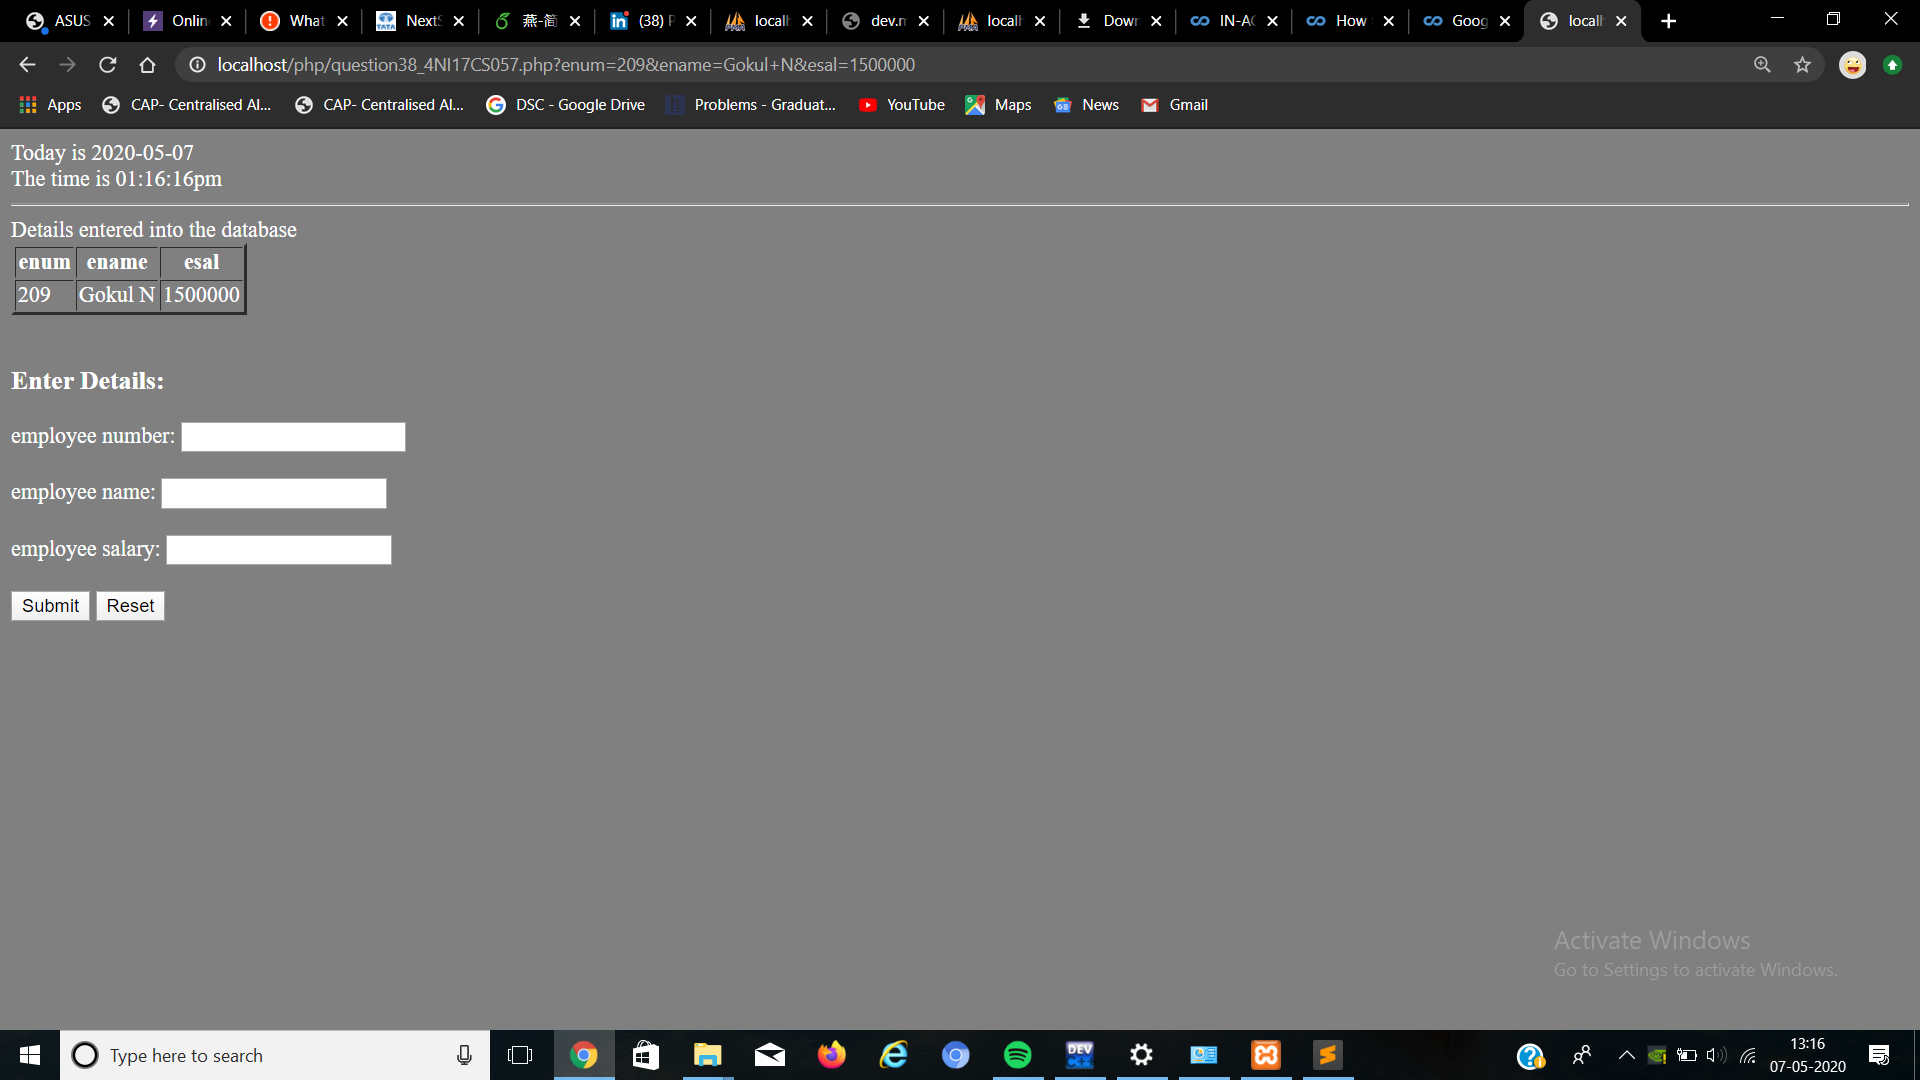 ASUS
Onlin
What
NextS
燕-简
(38) F
localh
dev.m
localh
Down
IN-AC
How
Goog
localh
localhost/php/question38_4NI17CS057.php?enum=209&ename=Gokul+N&esal=1500000
Apps
CAP- Centralised Al...
CAP- Centralised Al...
DSC - Google Drive
Problems - Graduat...
YouTube
Maps
News
Gmail
Today is 2020-05-07
The time is 01:16:16pm
Details entered into the database
enum ename esal
209 Gokul N 1500000
Enter Details:
employee number:
employee name:
employee salary:
Submit Reset
Activate Windows
Go to Settings to activate Windows.
Type here to search
DEV
C++
13:16
07-05-2020